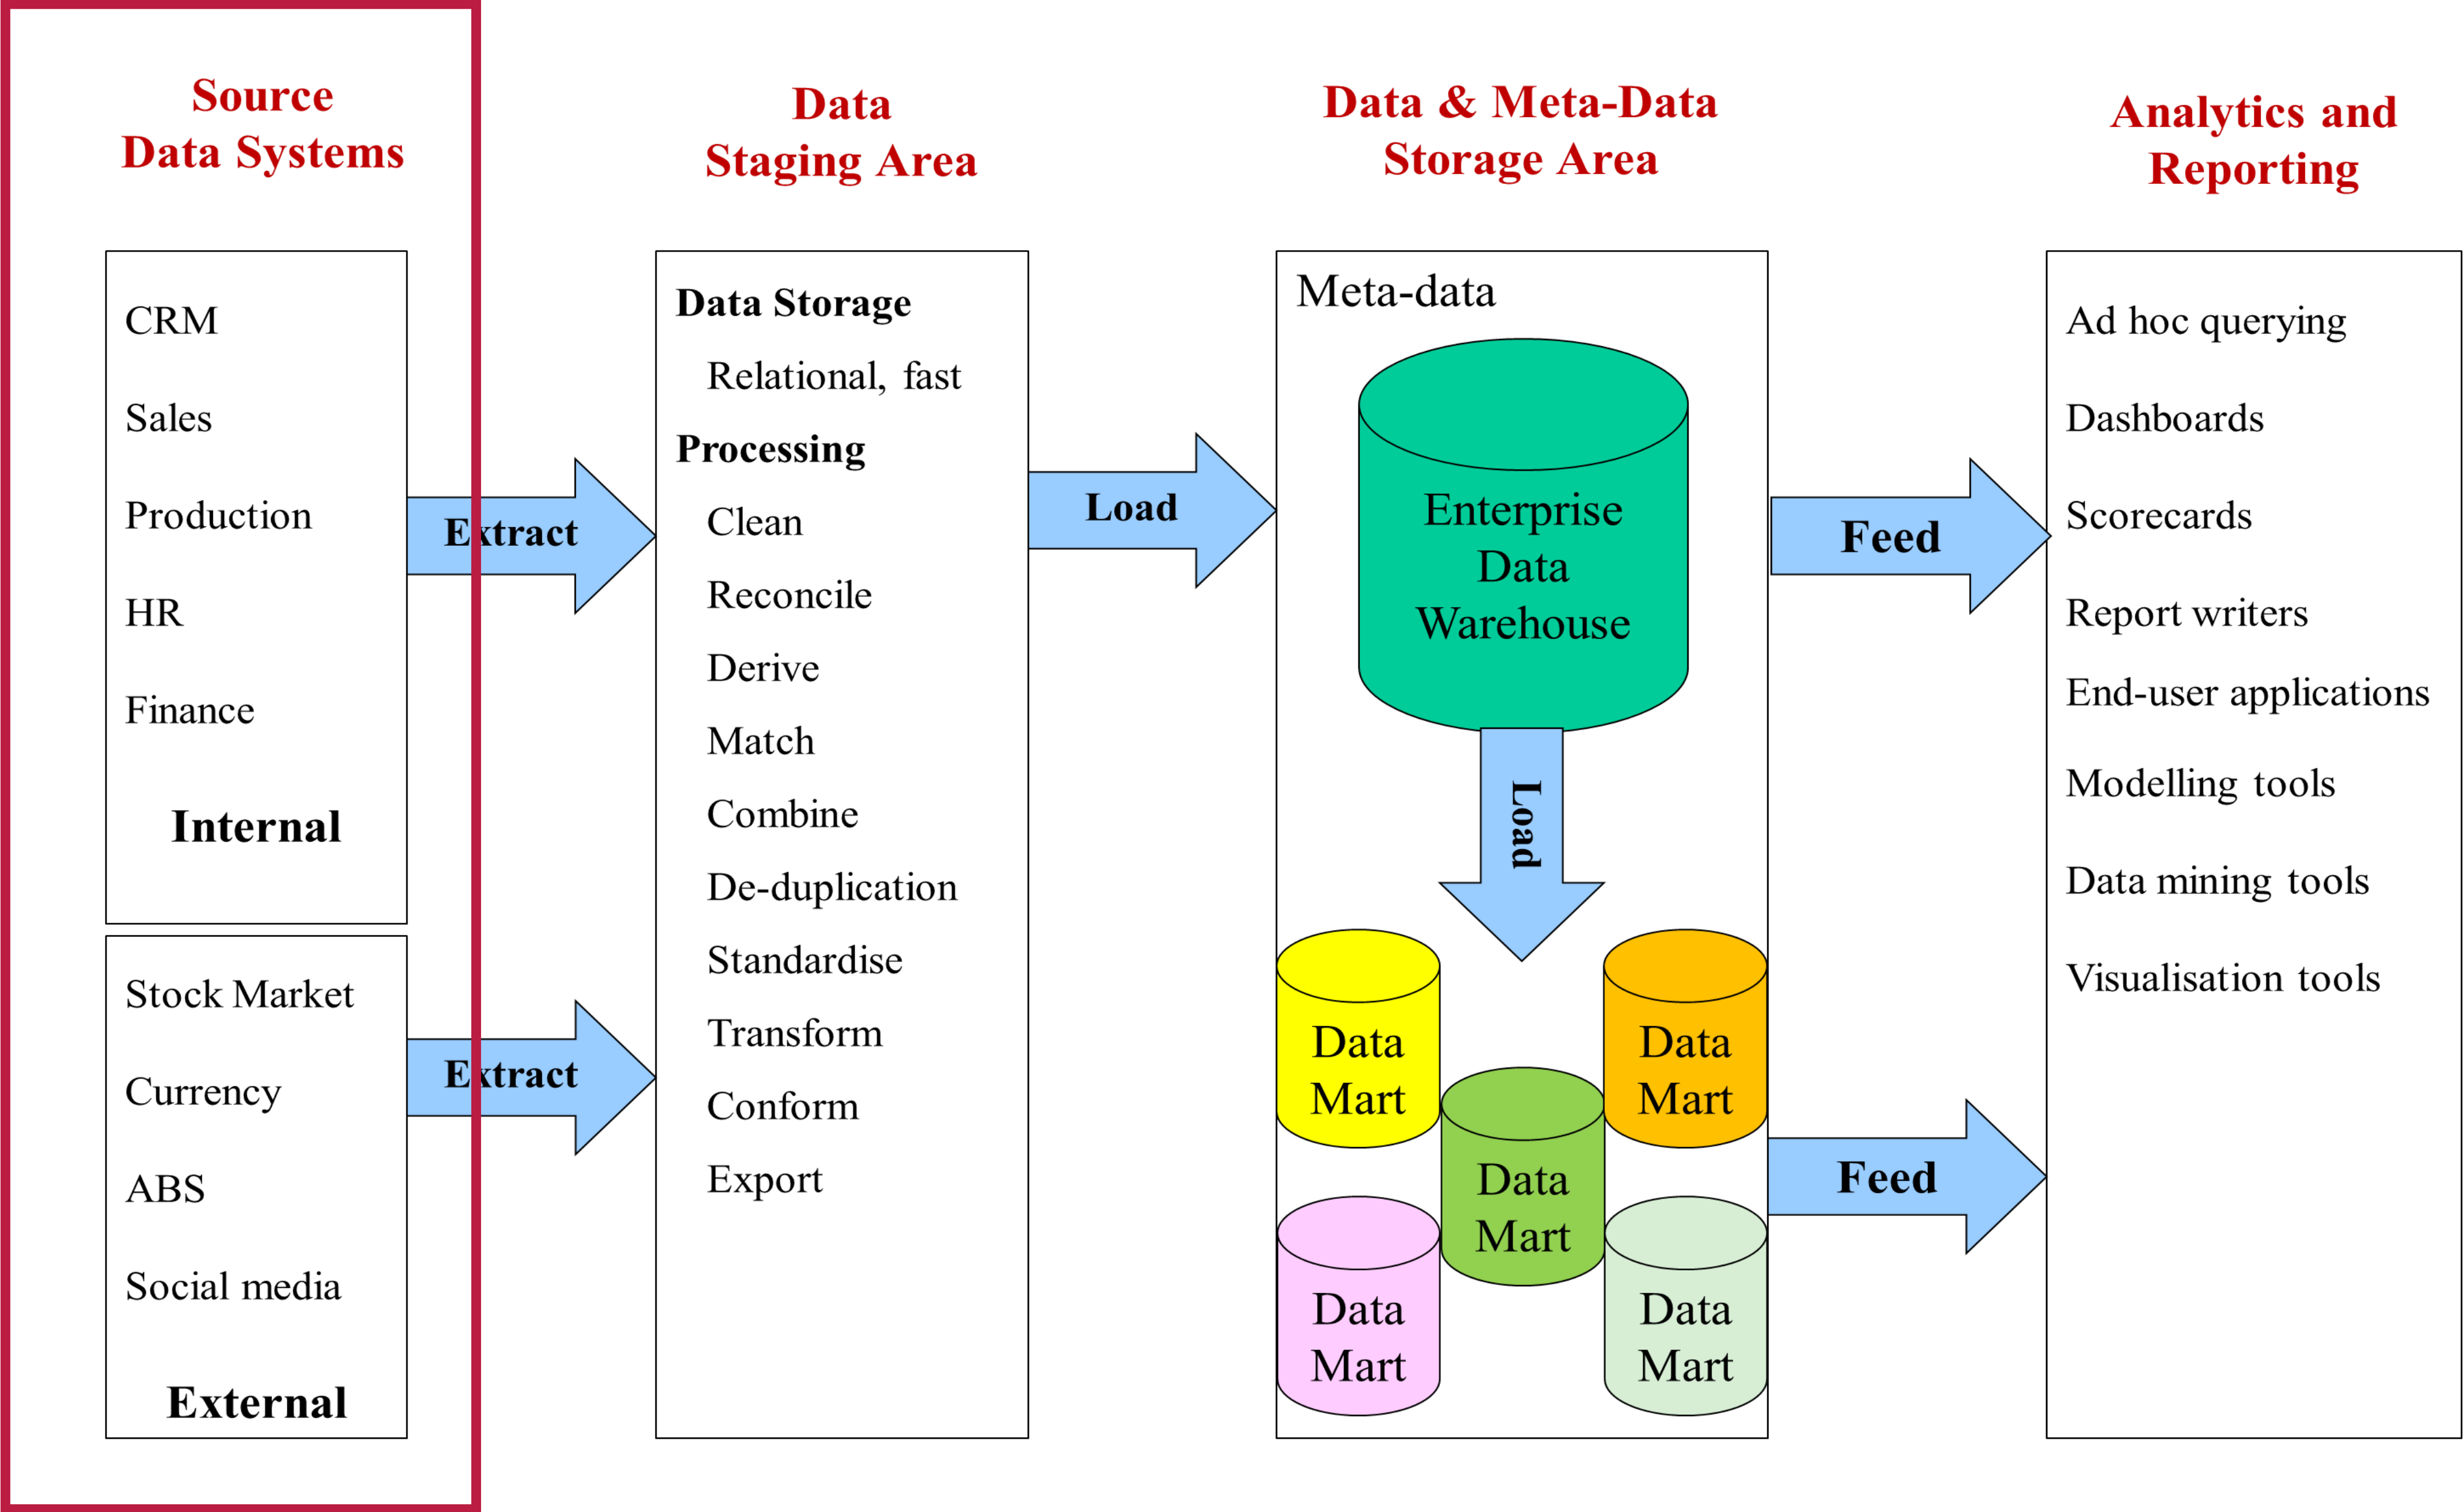 Source
Data Systems
CRM
Sales
Production
HR
Finance
Internal
Stock Market
Currency
ABS
Social media
External
Extract
Extract
Data
Staging Area
Data Storage
Relational, fast
Processing
Clean
Reconcile
Derive
Match
Combine
De-duplication
Standardise
Transform
Conform
Export
Load
Data & Meta-Data
Storage Area
Meta-data
Enterprise
Data
Warehouse
Load
Data
Mart
Data
Mart
Data
Mart
Data
Mart
Data
Mart
Feed
Feed
Analytics and
Reporting
Ad hoc querying
Dashboards
Scorecards
Report writers
End-user applications
Modelling tools
Data mining tools
Visualisation tools